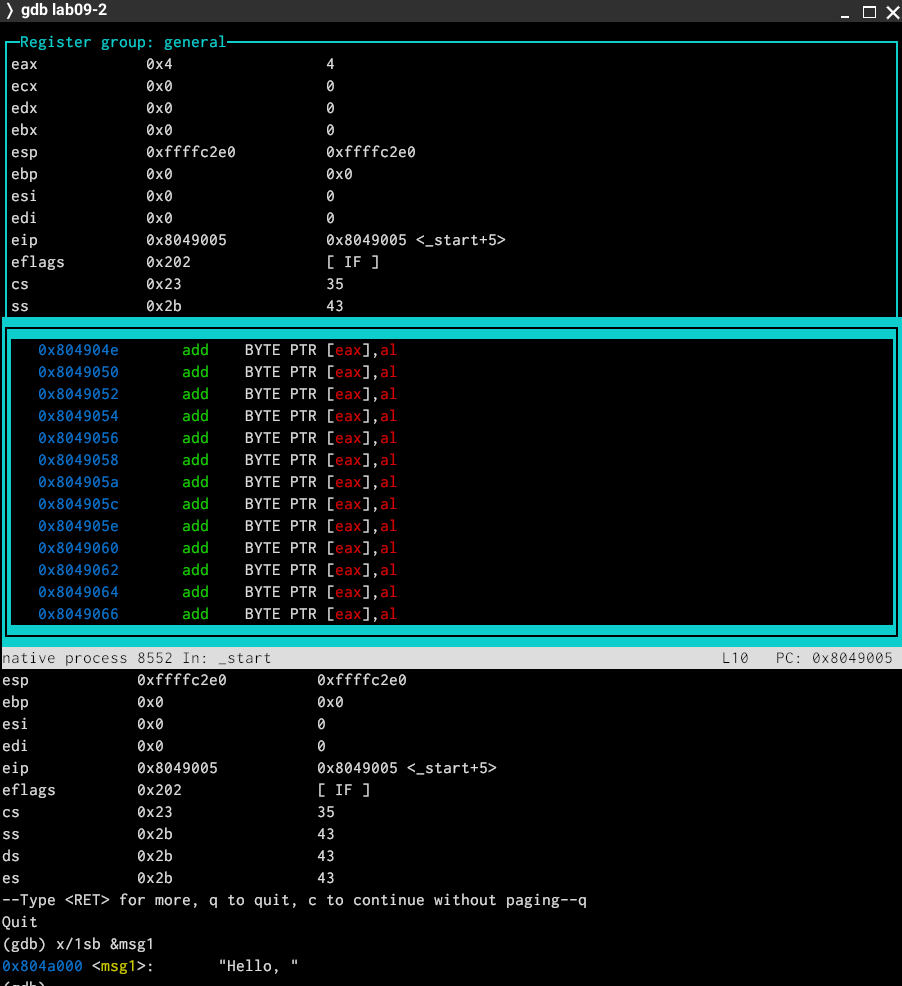 ❭ gdb lab09-2
Register group: general
eax 0x4 4
ecx 0x0 0
edx 0x0 0
ebx 0x0 0
esp 0xffffc2e0 0xffffc2e0
ebp 0x0 0x0
esi 0x0 0
edi 0x0 0
eip 0x8049005 0x8049005 <_start+5>
eflags 0x202 [ IF ]
cs 0x23 35
ss 0x2b 43
0x804904e add BYTE PTR [eax],al
0x8049050 add BYTE PTR [eax],al
0x8049052 add BYTE PTR [eax],al
0x8049054 add BYTE PTR [eax],al
0x8049056 add BYTE PTR [eax],al
0x8049058 add BYTE PTR [eax],al
0x804905a add BYTE PTR [eax],al
0x804905c add BYTE PTR [eax],al
0x804905e add BYTE PTR [eax],al
0x8049060 add BYTE PTR [eax],al
0x8049062 add BYTE PTR [eax],al
0x8049064 add BYTE PTR [eax],al
0x8049066 add BYTE PTR [eax],al
native process 8552 In: _start L10 PC: 0x8049005
esp 0xffffc2e0 0xffffc2e0
ebp 0x0 0x0
esi 0x0 0
edi 0x0 0
eip 0x8049005 0x8049005 <_start+5>
eflags 0x202 [ IF ]
cs 0x23 35
ss 0x2b 43
ds 0x2b 43
es 0x2b 43
--Type <RET> for more, q to quit, c to continue without paging--q
Quit
(gdb) x/1sb &msg1
0x804a000 <msg1>: "Hello, "
(gdb)